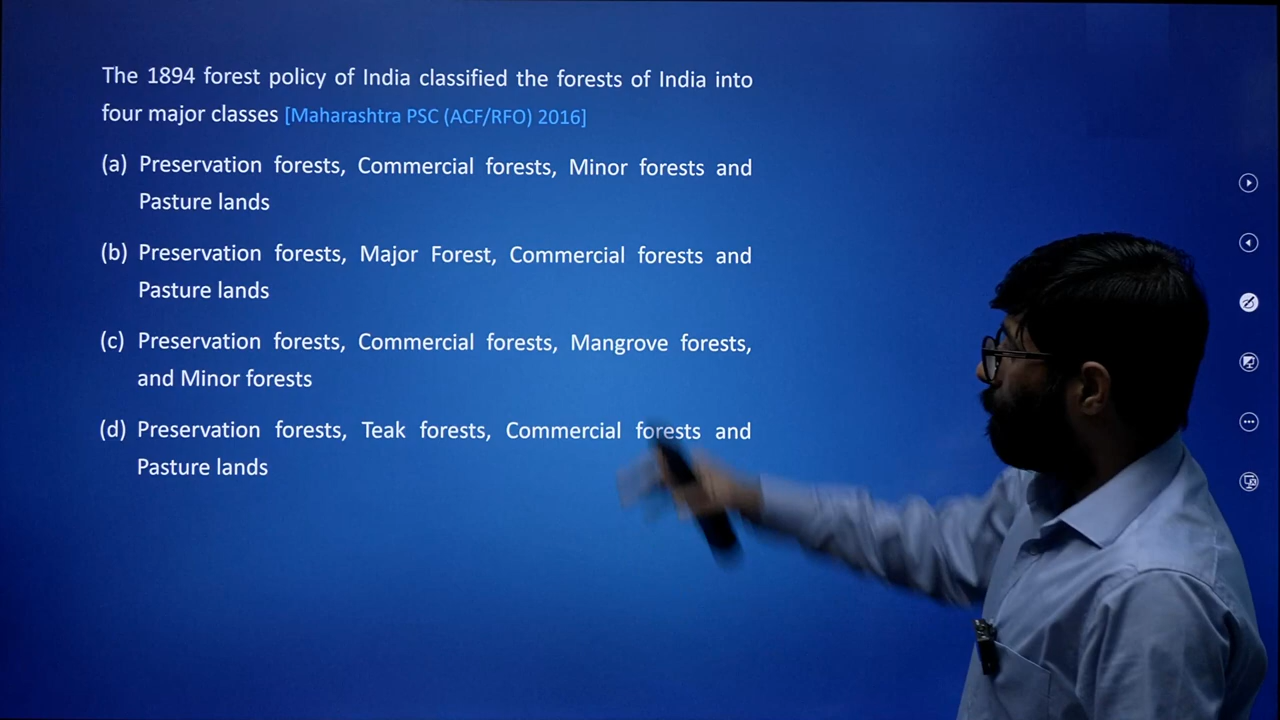 The 1894 forest policy of India classified the forests of India into
four major classes [Maharashtra PSC (ACF/RFO) 2016]
(a) Preservation forests, Commercial forests, Minor forests and
Pasture lands
(b) Preservation forests, Major Forest, Commercial forests and
Pasture lands
(c) Preservation forests, Commercial forests, Mangrove forests,
and Minor forests
(d) Preservation forests, Teak forests, Commercial forests and
Pasture lands